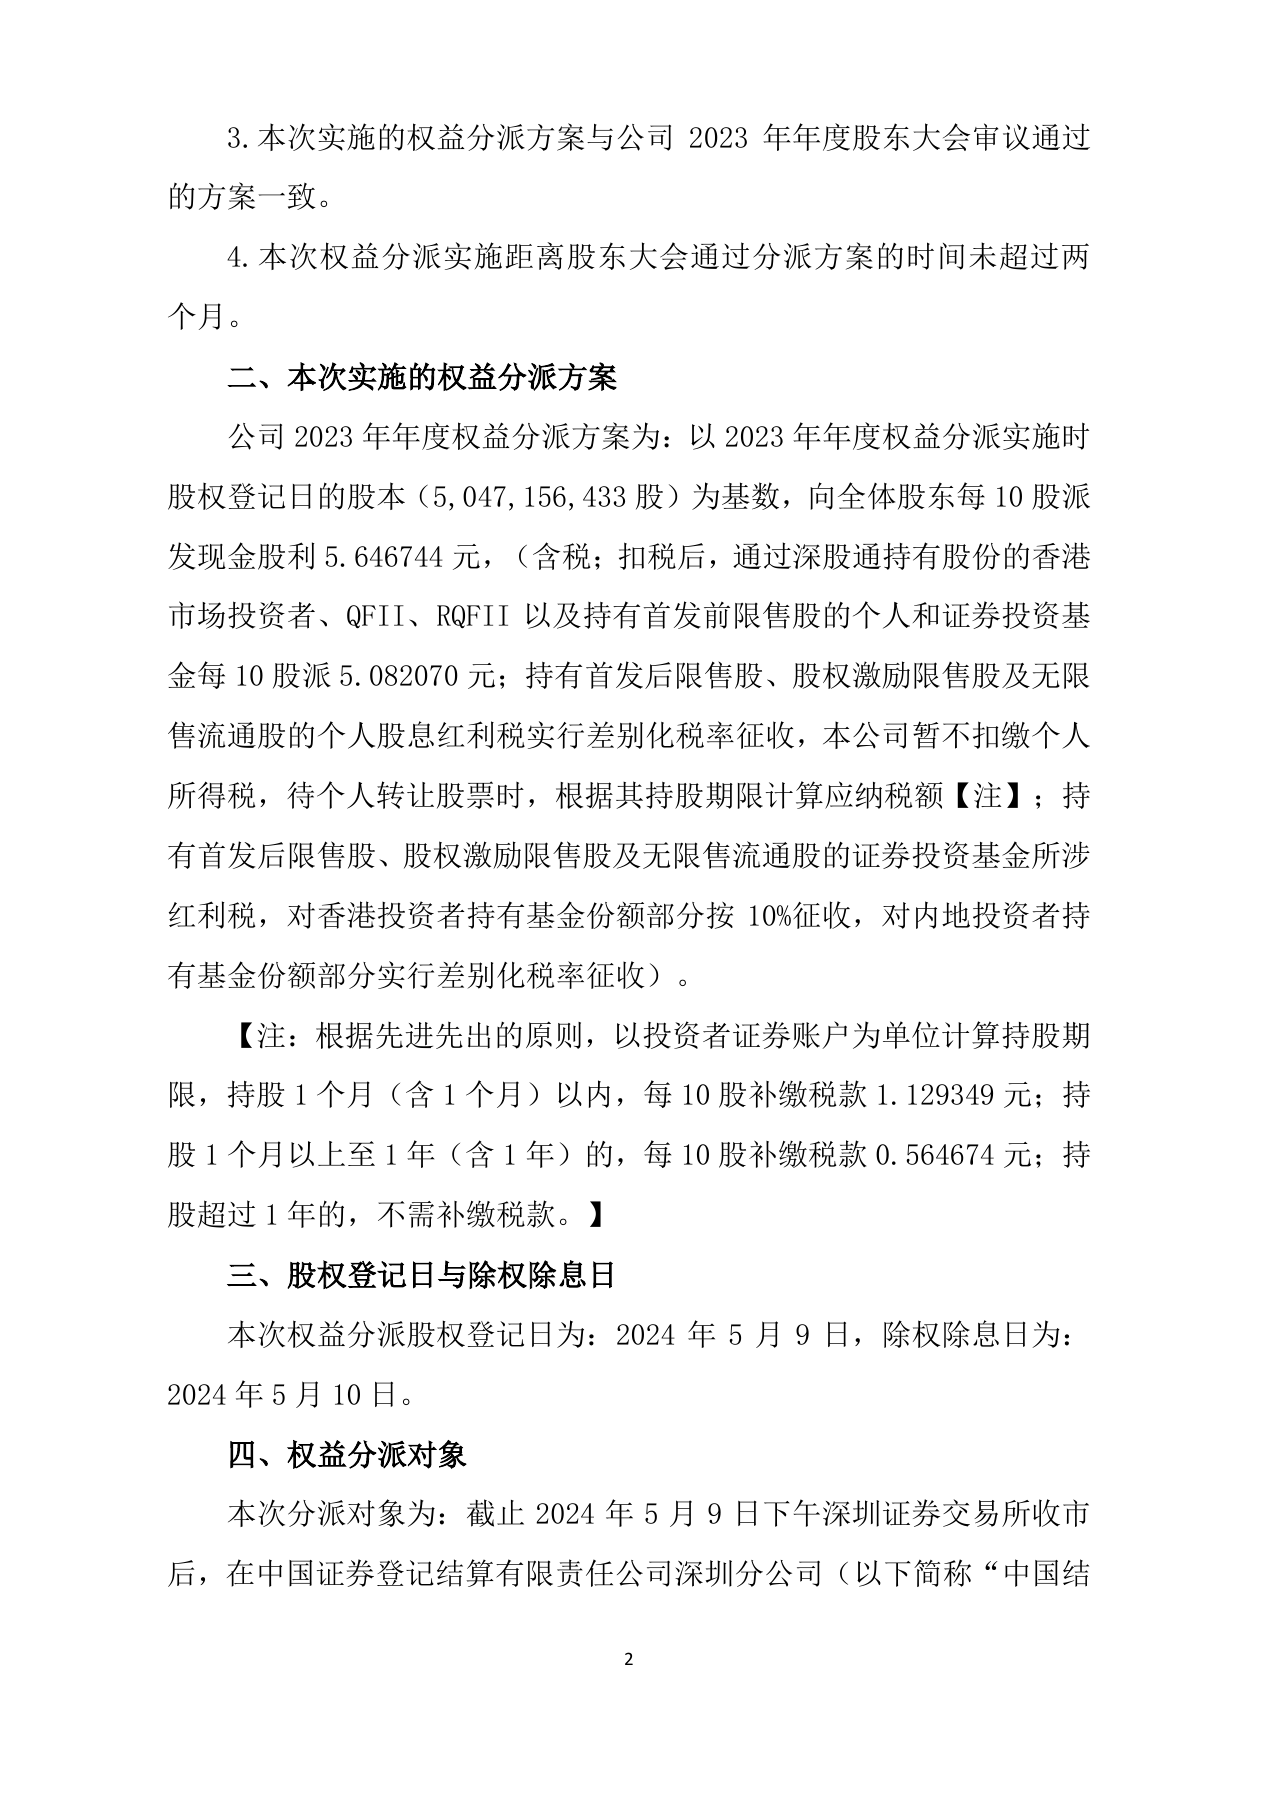 3.本次实施的权益分派方案与公司 2023 年年度股东大会审议通过
的方案一致。
4.本次权益分派实施距离股东大会通过分派方案的时间未超过两
个月。
二、本次实施的权益分派方案
公司 2023 年年度权益分派方案为：以 2023 年年度权益分派实施时
股权登记日的股本（5,047,156,433 股）为基数，向全体股东每 10 股派
发现金股利 5.646744 元，（含税；扣税后，通过深股通持有股份的香港
市场投资者、QFII、RQFII 以及持有首发前限售股的个人和证券投资基
金每 10 股派 5.082070 元；持有首发后限售股、股权激励限售股及无限
售流通股的个人股息红利税实行差别化税率征收，本公司暂不扣缴个人
所得税，待个人转让股票时，根据其持股期限计算应纳税额【注】；持
有首发后限售股、股权激励限售股及无限售流通股的证券投资基金所涉
红利税，对香港投资者持有基金份额部分按 10%征收，对内地投资者持
有基金份额部分实行差别化税率征收）。
【注：根据先进先出的原则，以投资者证券账户为单位计算持股期
限，持股 1 个月（含 1 个月）以内，每 10 股补缴税款 1.129349 元；持
股 1 个月以上至 1 年（含 1 年）的，每 10 股补缴税款 0.564674 元；持
股超过 1 年的，不需补缴税款。】
三、股权登记日与除权除息日
本次权益分派股权登记日为：2024 年 5 月 9 日，除权除息日为：
2024 年 5 月 10 日。
四、权益分派对象
本次分派对象为：截止 2024 年 5 月 9 日下午深圳证券交易所收市
后，在中国证券登记结算有限责任公司深圳分公司（以下简称“中国结
2